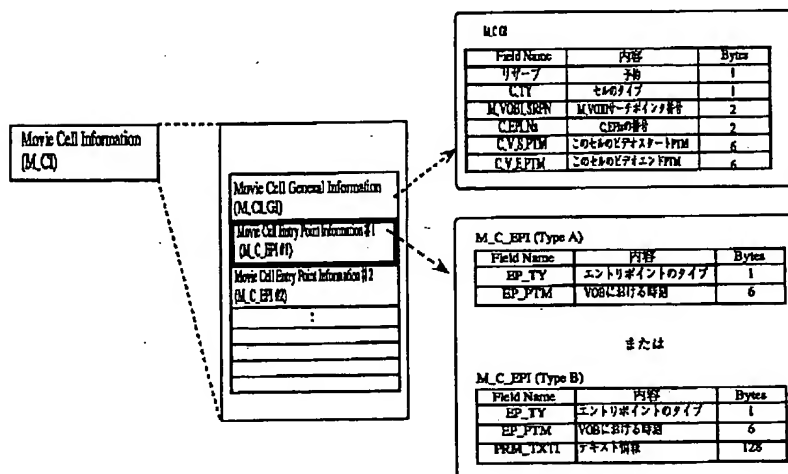 Movie Cell Information
(M_CI)
Movie Cell General Information
(M_CI_GI)
Movie Cell Entry Point Information #1
(M_C_EPI #1)
Movie Cell Entry Point Information #2
(M_C_EPI #2)
Field Name 内容 Bytes
リザーブ 予約 1
C_TY セルのタイプ 1
M_VOBI_SRPN M_VOBIサーチポインタ番号 2
C_EPI_Ns C_EPIの番号 2
C_V_S_PTM このセルのビデオスタートPTM 6
C_V_E_PTM このセルのビデオエンドPTM 6
M_C_EPI (Type A)
Field Name 内容 Bytes
EP_TY エントリポイントのタイプ 1
EP_PTM VOBにおける時刻 6
または
M_C_EPI (Type B)
Field Name 内容 Bytes
EP_TY エントリポイントのタイプ 1
EP_PTM VOBにおける時刻 6
PRM_TXTI テキスト情報 128